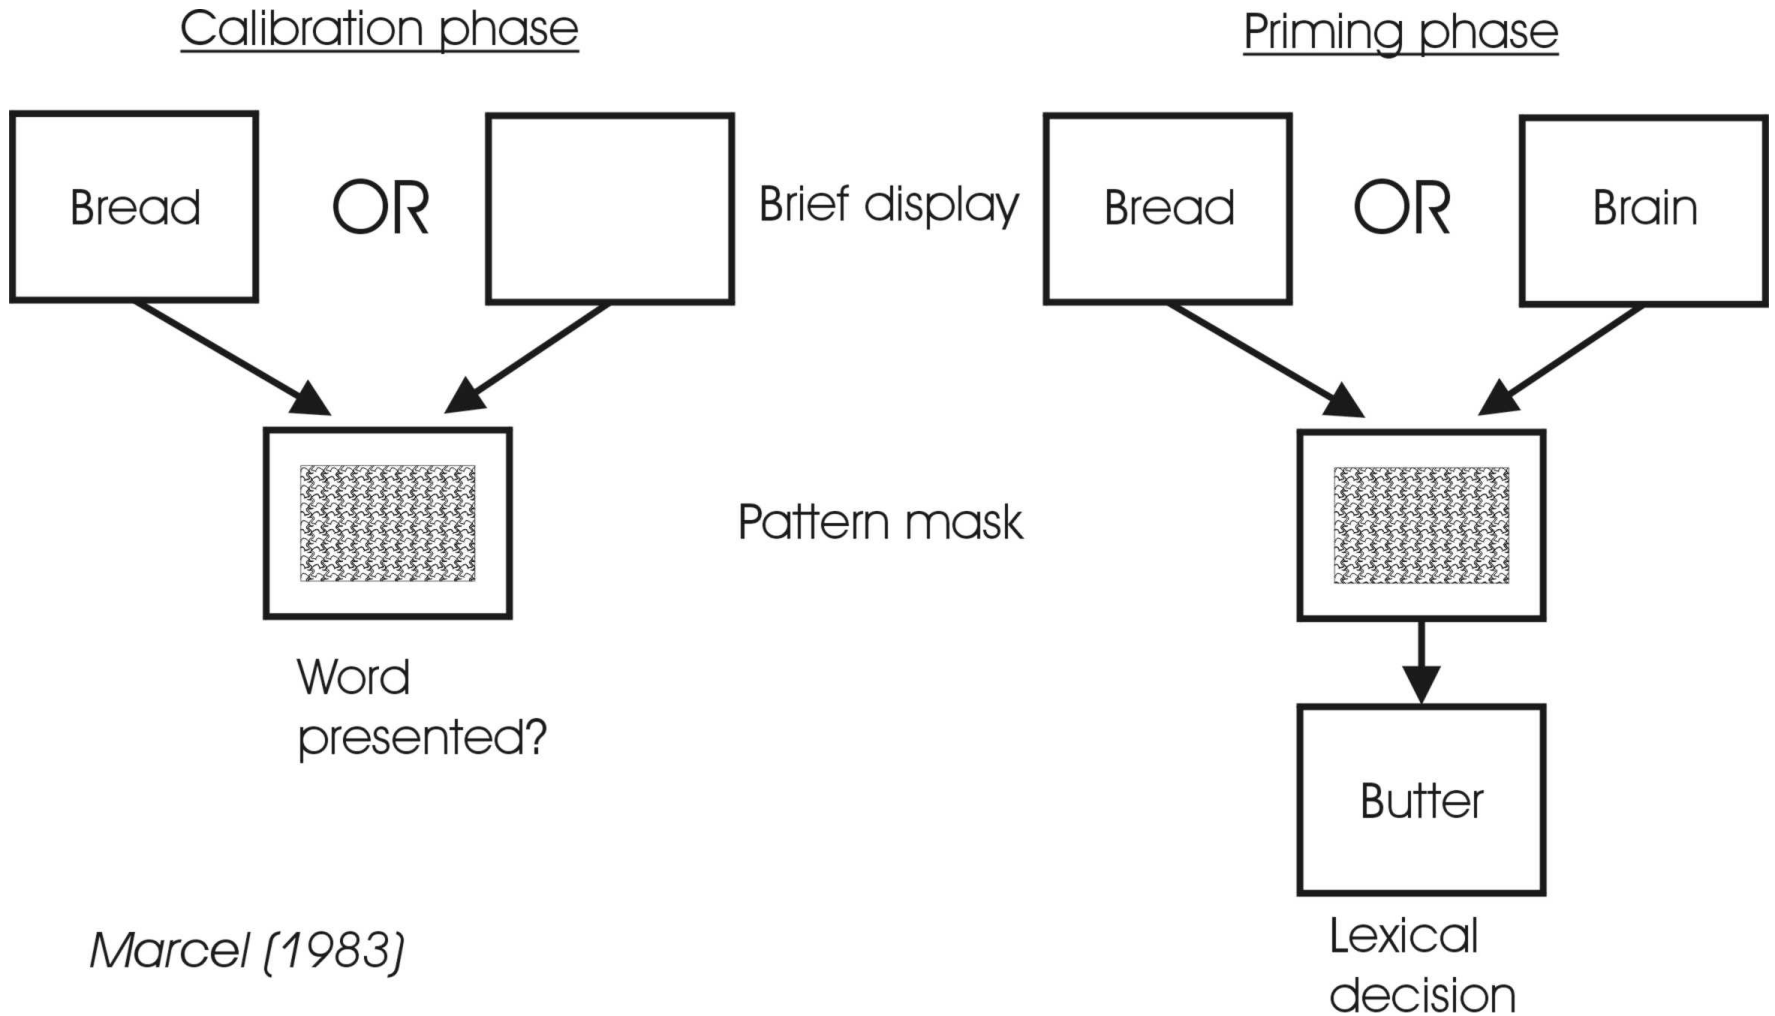 Calibration phase
Priming phase
Bread
OR
Brief display
Bread
OR
Brain
Pattern mask
Word
presented?
Butter
Marcel (1983)
Lexical
decision